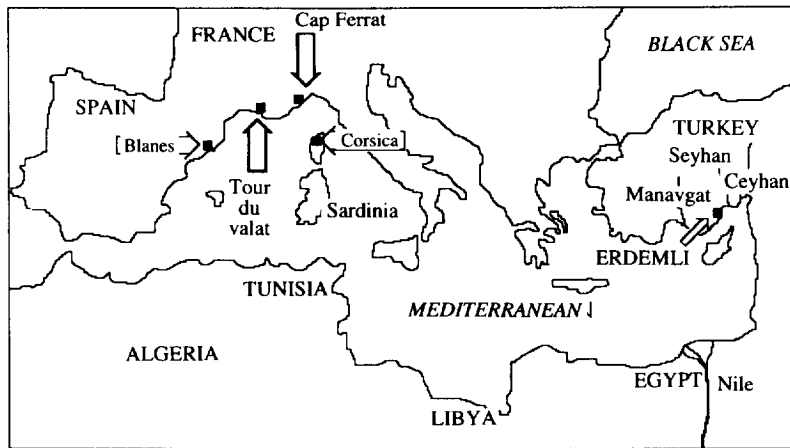 Cap Ferrat
FRANCE
BLACK SEA
SPAIN
TURKEY
[Blanes
Corsica]
Seyhan
Ceyhan
Tour
du
valat
Manavgat
Sardinia
ERDEMLI
TUNISIA
MEDITERRANEAN
ALGERIA
EGYPT
Nile
LIBYA